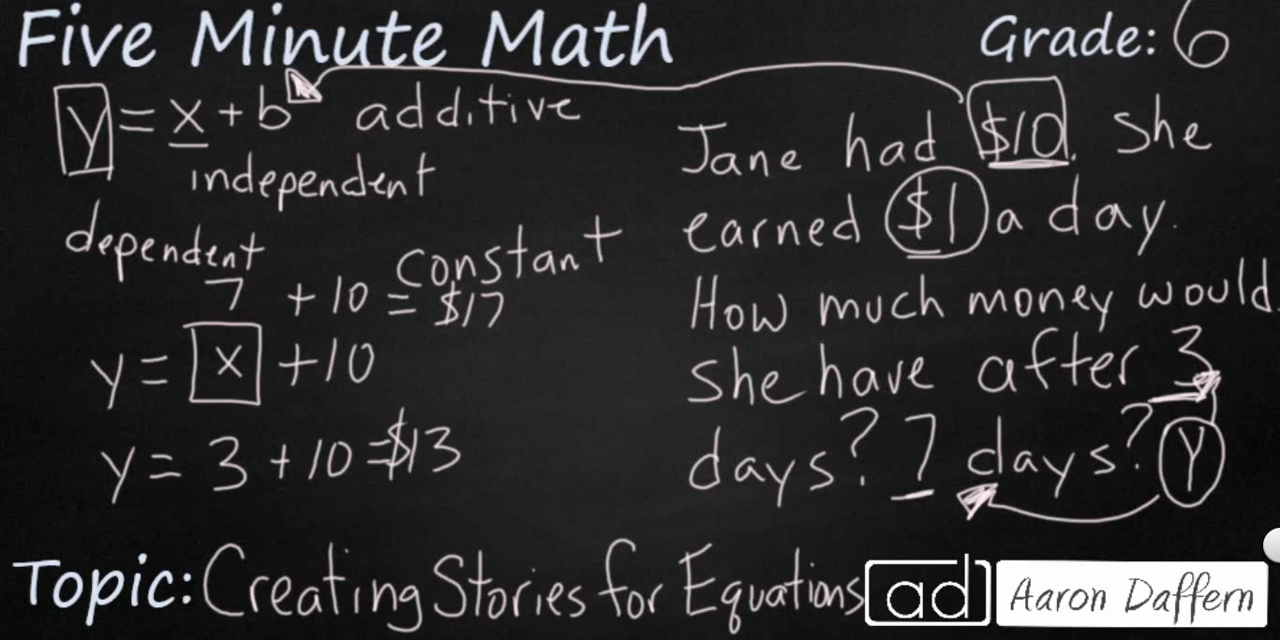 Five Minute Math
Grade: 6
y = x + b additive
independent
dependent
constant
7 + 10 = $17
y = x + 10
y = 3 + 10 = $13
Jane had $10. She
earned $1 a day.
How much money would
she have after 3
days? 7 days? y
Topic: Creating Stories for Equations
ad
Aaron Daffern